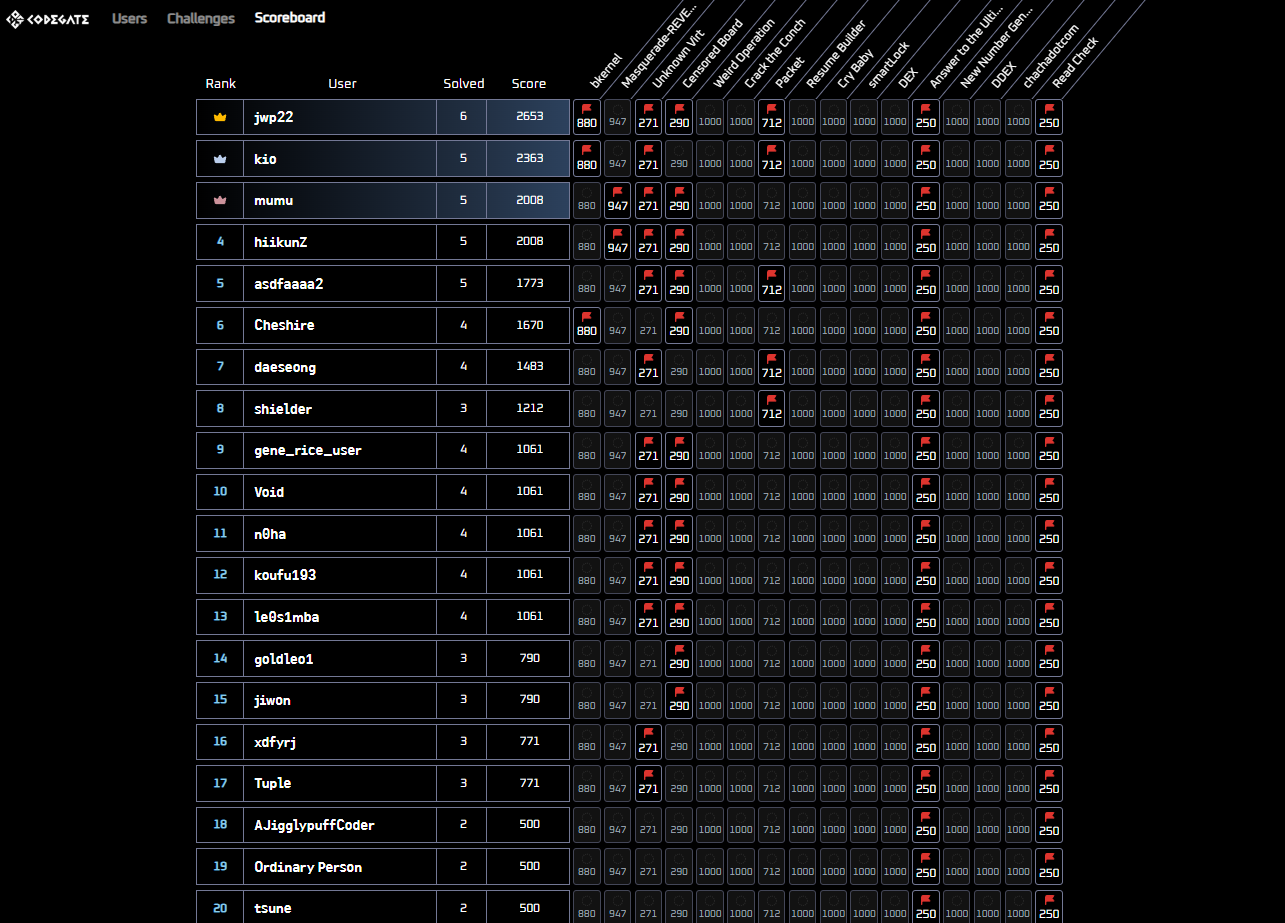 CODEGATE Users Challenges Scoreboard
bkernel
Masquerade-REVE...
Unknown Virt
Censored Board
Weird Operation
Crack the Conch
Packet
Resume Builder
Cry Baby
smartLock
DEX
Answer to the Ulti...
New Number Gen...
DDEX
chachadotcom
Read Check
Rank User Solved Score
jwp22 6 2653 880 947 271 290 1000 1000 712 1000 1000 1000 1000 250 1000 1000 1000 250
kio 5 2363 880 947 271 290 1000 1000 712 1000 1000 1000 1000 250 1000 1000 1000 250
mumu 5 2008 880 947 271 290 1000 1000 712 1000 1000 1000 1000 250 1000 1000 1000 250
4 hiikunZ 5 2008 880 947 271 290 1000 1000 712 1000 1000 1000 1000 250 1000 1000 1000 250
5 asdfaaaa2 5 1773 880 947 271 290 1000 1000 712 1000 1000 1000 1000 250 1000 1000 1000 250
6 Cheshire 4 1670 880 947 271 290 1000 1000 712 1000 1000 1000 1000 250 1000 1000 1000 250
7 daeseong 4 1483 880 947 271 290 1000 1000 712 1000 1000 1000 1000 250 1000 1000 1000 250
8 shielder 3 1212 880 947 271 290 1000 1000 712 1000 1000 1000 1000 250 1000 1000 1000 250
9 gene_rice_user 4 1061 880 947 271 290 1000 1000 712 1000 1000 1000 1000 250 1000 1000 1000 250
10 Void 4 1061 880 947 271 290 1000 1000 712 1000 1000 1000 1000 250 1000 1000 1000 250
11 n0ha 4 1061 880 947 271 290 1000 1000 712 1000 1000 1000 1000 250 1000 1000 1000 250
12 koufu193 4 1061 880 947 271 290 1000 1000 712 1000 1000 1000 1000 250 1000 1000 1000 250
13 le0s1mba 4 1061 880 947 271 290 1000 1000 712 1000 1000 1000 1000 250 1000 1000 1000 250
14 goldleo1 3 790 880 947 271 290 1000 1000 712 1000 1000 1000 1000 250 1000 1000 1000 250
15 jiwon 3 790 880 947 271 290 1000 1000 712 1000 1000 1000 1000 250 1000 1000 1000 250
16 xdfyrj 3 771 880 947 271 290 1000 1000 712 1000 1000 1000 1000 250 1000 1000 1000 250
17 Tuple 3 771 880 947 271 290 1000 1000 712 1000 1000 1000 1000 250 1000 1000 1000 250
18 AJigglypuffCoder 2 500 880 947 271 290 1000 1000 712 1000 1000 1000 1000 250 1000 1000 1000 250
19 Ordinary Person 2 500 880 947 271 290 1000 1000 712 1000 1000 1000 1000 250 1000 1000 1000 250
20 tsune 2 500 880 947 271 290 1000 1000 712 1000 1000 1000 1000 250 1000 1000 1000 250